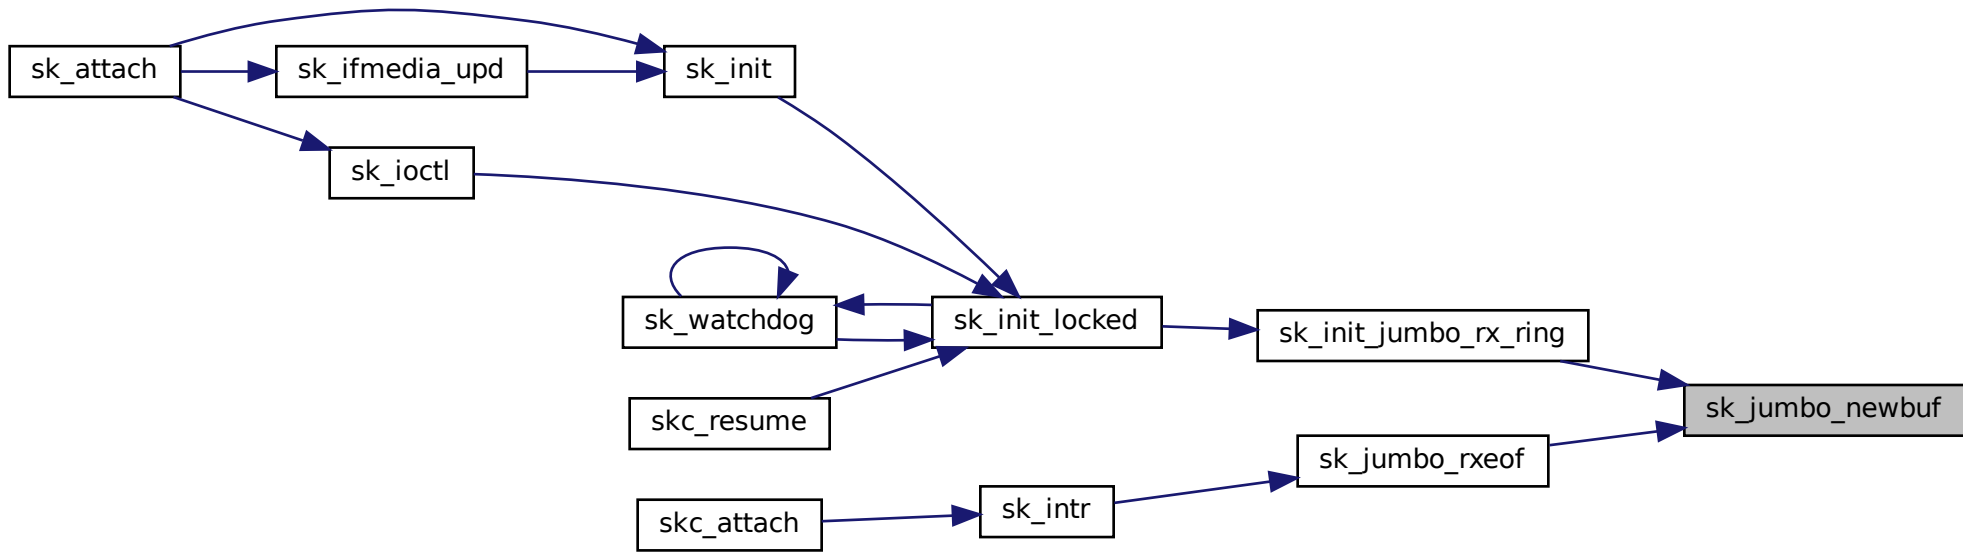 sk_attach
sk_ifmedia_upd
sk_init
sk_ioctl
sk_watchdog
sk_init_locked
sk_init_jumbo_rx_ring
sk_jumbo_newbuf
skc_resume
sk_jumbo_rxeof
sk_intr
skc_attach